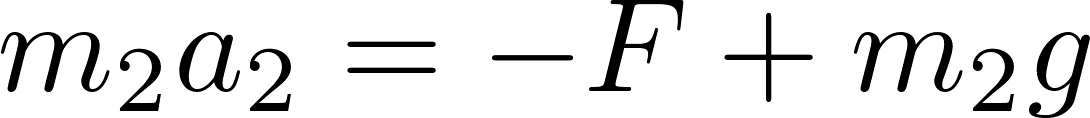 m₂a₂ = −F + m₂g